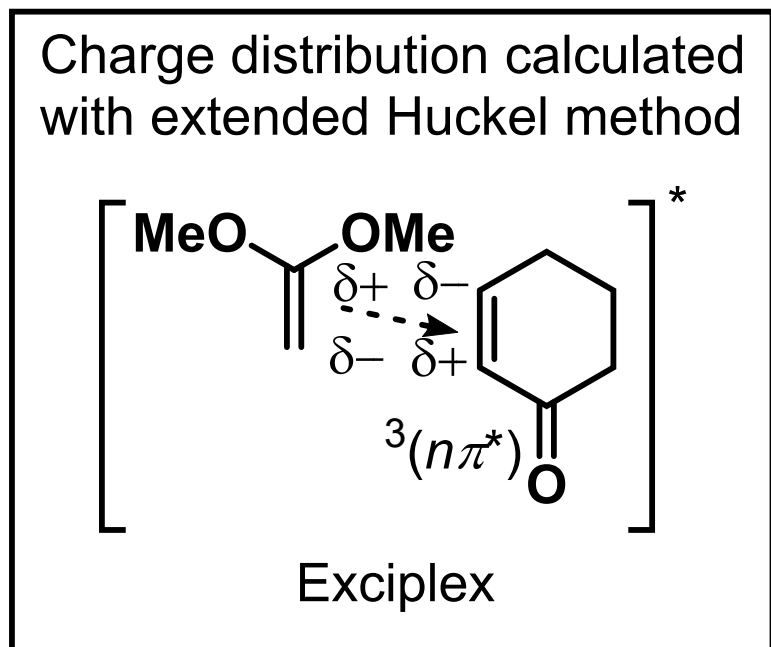 Charge distribution calculated
with extended Huckel method
*
MeO OMe
δ+ δ−
δ− δ+
³(nπ*)
O
Exciplex